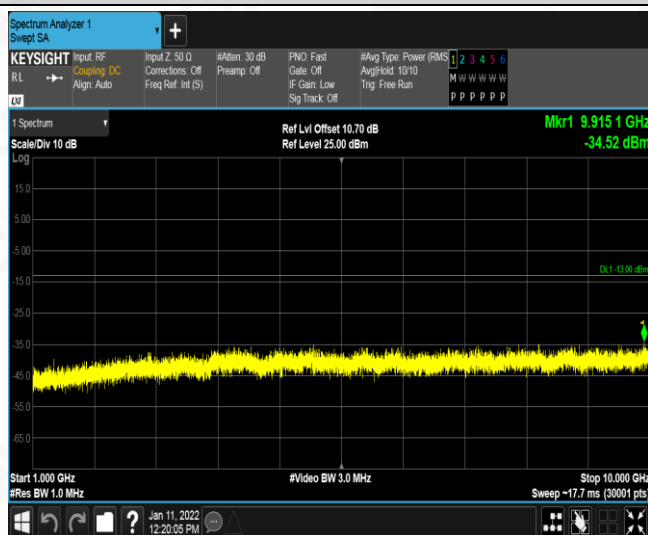 Spectrum Analyzer 1
Swept SA
+
KEYSIGHT
RL
LXI
Input: RF
Coupling: DC
Align: Auto
Input Z: 50 Ω
Corrections: Off
Freq Ref: Int (S)
#Atten: 30 dB
Preamp: Off
PNO: Fast
Gate: Off
IF Gain: Low
Sig Track: Off
#Avg Type: Power (RMS
Avg|Hold: 10/10
Trig: Free Run
1 2 3 4 5 6
M W W W W W
P P P P P P
1 Spectrum
Scale/Div 10 dB
Ref Lvl Offset 10.70 dB
Ref Level 25.00 dBm
Mkr1 9.915 1 GHz
-34.52 dBm
Log
15.0
5.00
-5.00
DL1 -13.00 dBm
-15.0
-25.0
-35.0
1
-45.0
-55.0
-65.0
Start 1.000 GHz
#Res BW 1.0 MHz
#Video BW 3.0 MHz
Stop 10.000 GHz
Sweep ~17.7 ms (30001 pts)
?
Jan 11, 2022
12:20:05 PM